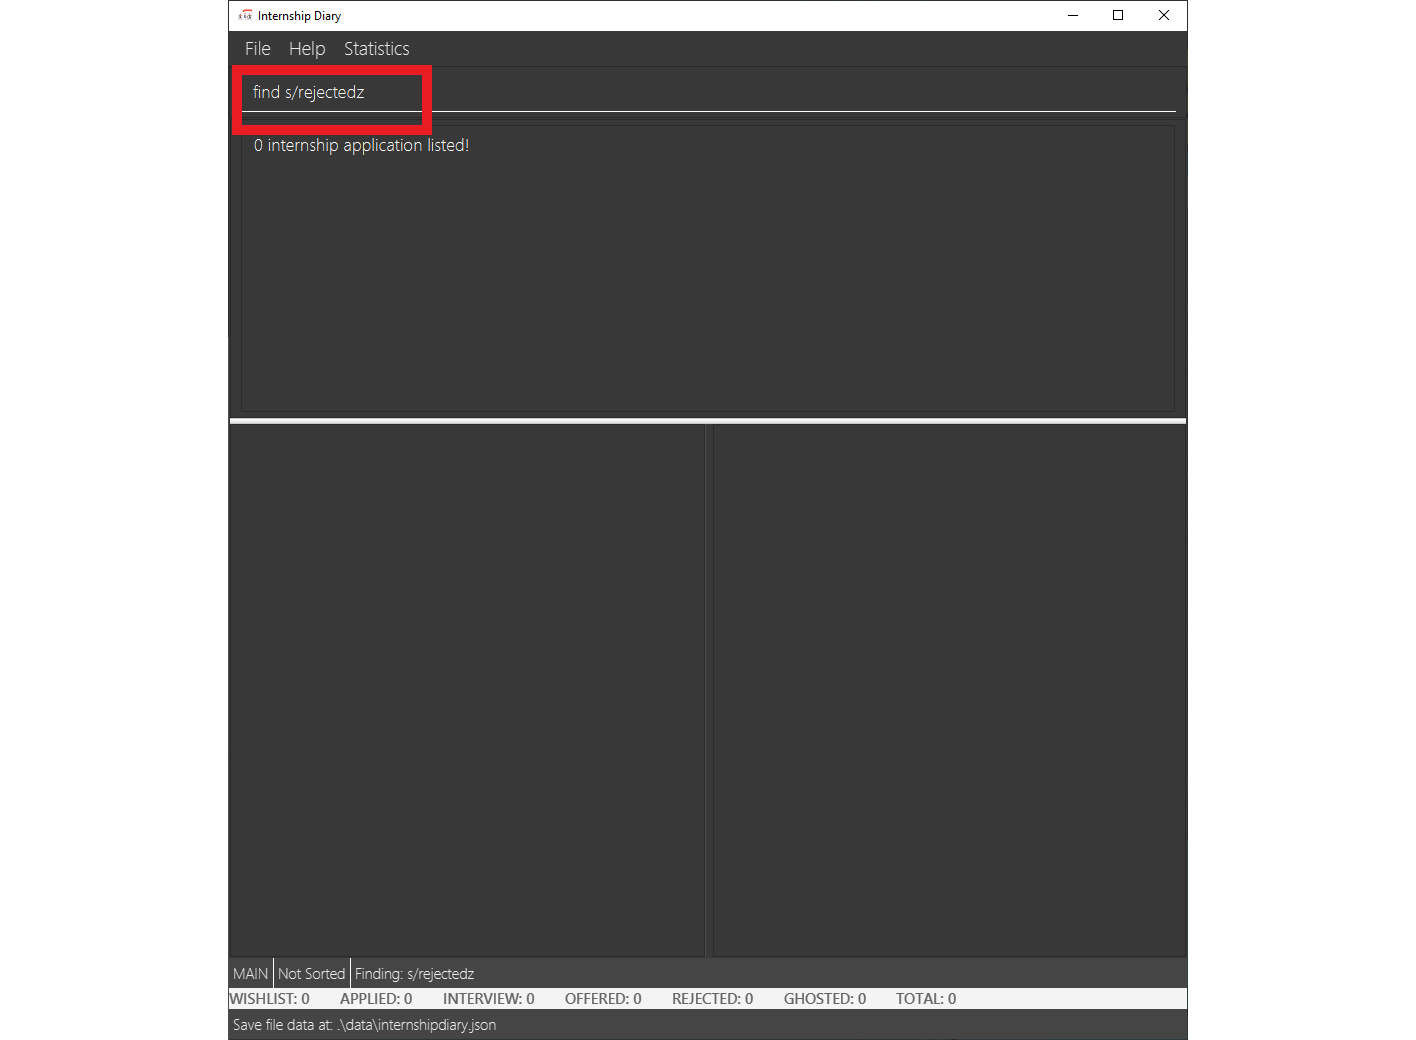 Internship Diary
File Help Statistics
find s/rejectedz
0 internship application listed!
MAIN Not Sorted Finding: s/rejectedz
WISHLIST: 0 APPLIED: 0 INTERVIEW: 0 OFFERED: 0 REJECTED: 0 GHOSTED: 0 TOTAL: 0
Save file data at: .\data\internshipdiary.json